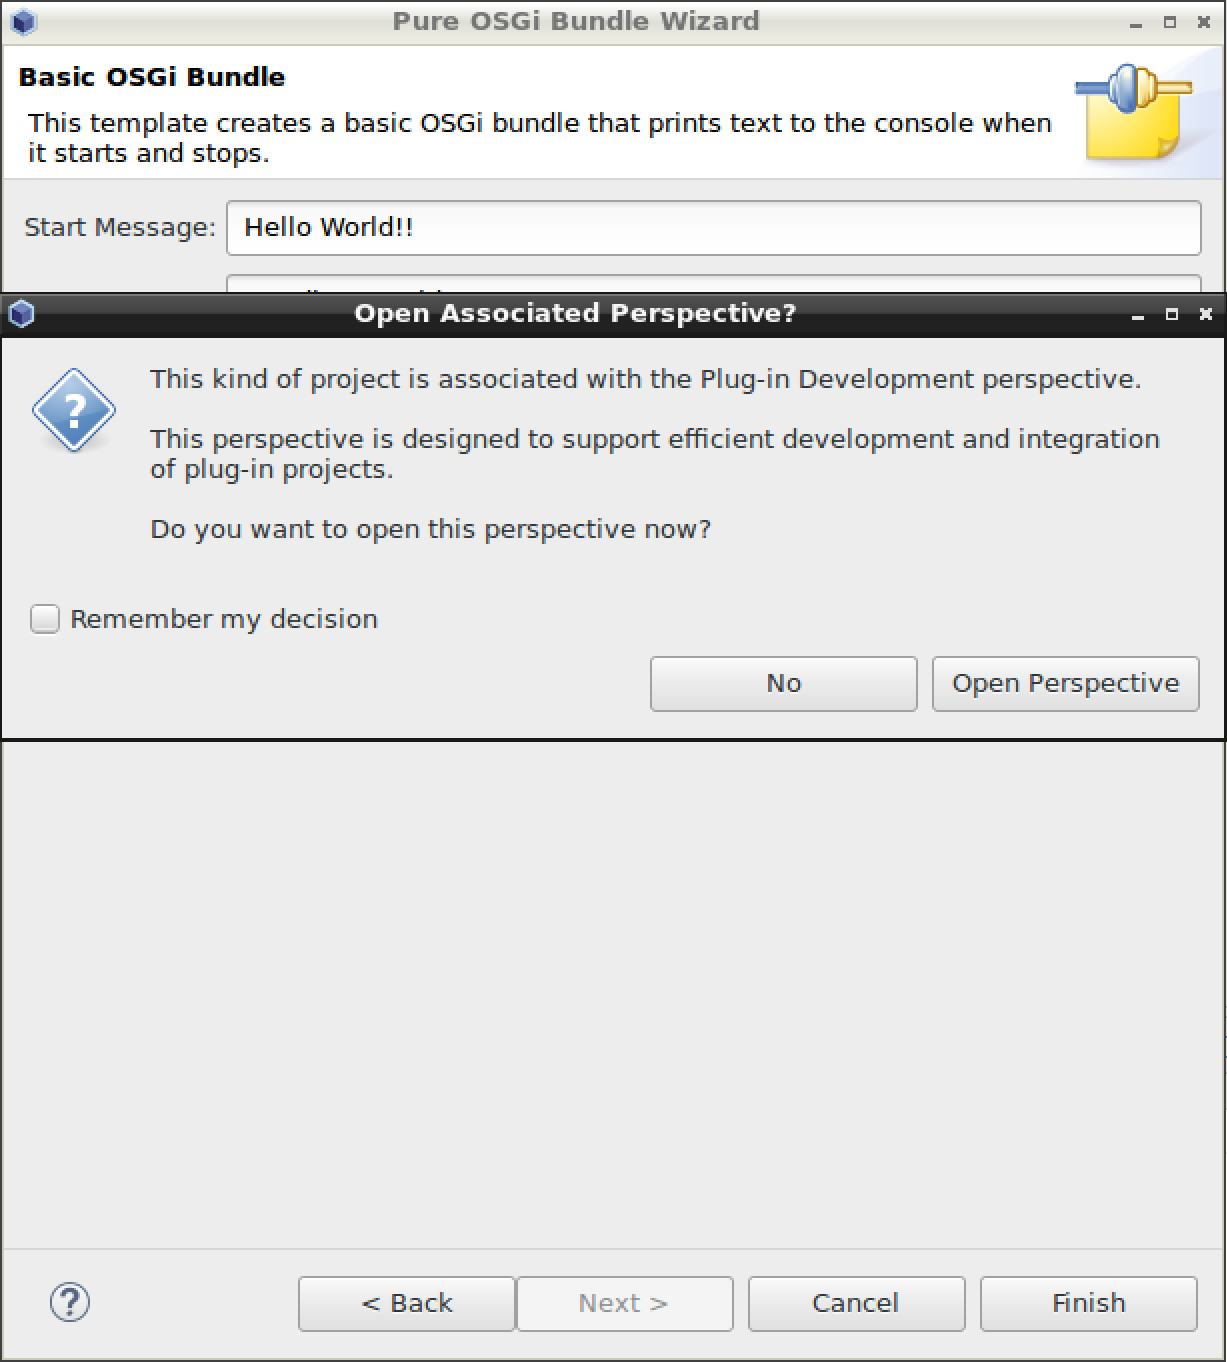 Pure OSGi Bundle Wizard
Basic OSGi Bundle
This template creates a basic OSGi bundle that prints text to the console when
it starts and stops.
Start Message: Hello World!!
Open Associated Perspective?
This kind of project is associated with the Plug-in Development perspective.
This perspective is designed to support efficient development and integration
of plug-in projects.
Do you want to open this perspective now?
Remember my decision
No Open Perspective
< Back Next > Cancel Finish